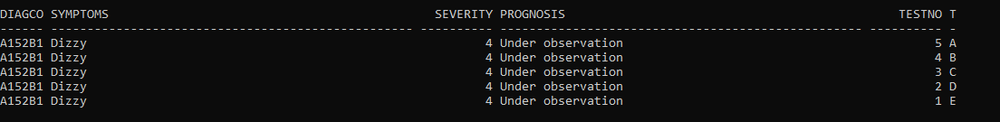 DIAGCO SYMPTOMS                                             SEVERITY PROGNOSIS                                              TESTNO T
------ -------------------------------------------------- ---------- -------------------------------------------------- ---------- -
A152B1 Dizzy                                                       4 Under observation                                           5 A
A152B1 Dizzy                                                       4 Under observation                                           4 B
A152B1 Dizzy                                                       4 Under observation                                           3 C
A152B1 Dizzy                                                       4 Under observation                                           2 D
A152B1 Dizzy                                                       4 Under observation                                           1 E